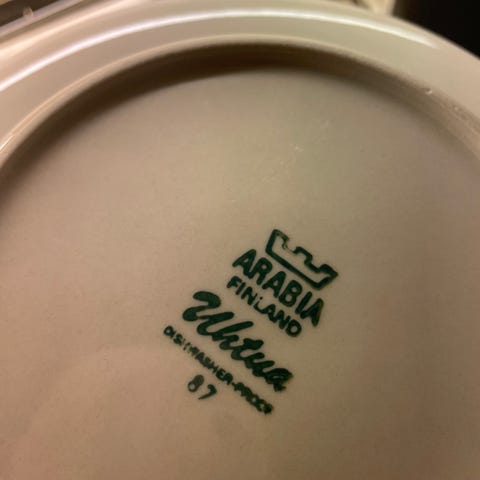 ARABIA
FINLAND
Uhtua
DISHWASHER-PROOF
87